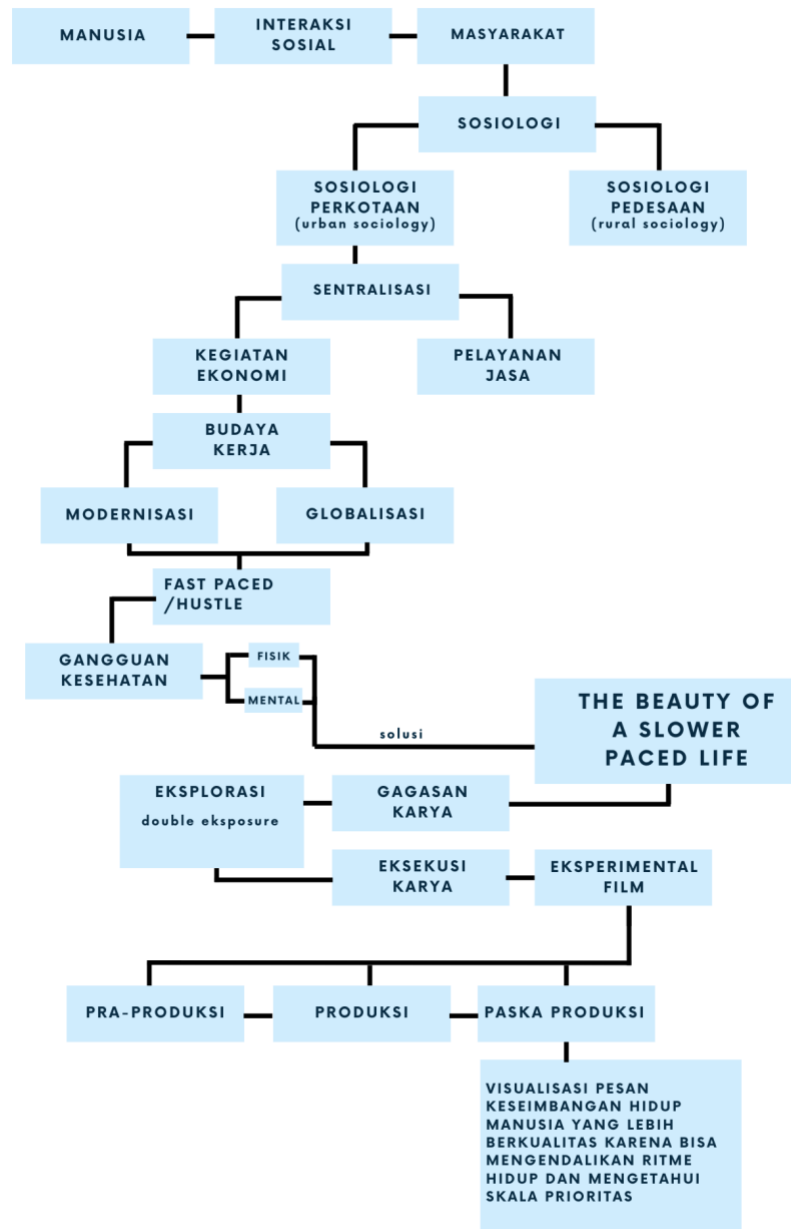 MANUSIA
INTERAKSI
SOSIAL
MASYARAKAT
SOSIOLOGI
SOSIOLOGI
PERKOTAAN
(urban sociology)
SOSIOLOGI
PEDESAAN
(rural sociology)
SENTRALISASI
KEGIATAN
EKONOMI
PELAYANAN
JASA
BUDAYA
KERJA
MODERNISASI
GLOBALISASI
FAST PACED
/HUSTLE
GANGGUAN
KESEHATAN
FISIK
MENTAL
solusi
THE BEAUTY OF
A SLOWER
PACED LIFE
EKSPLORASI
double eksposure
GAGASAN
KARYA
EKSEKUSI
KARYA
EKSPERIMENTAL
FILM
PRA-PRODUKSI
PRODUKSI
PASKA PRODUKSI
VISUALISASI PESAN
KESEIMBANGAN HIDUP
MANUSIA YANG LEBIH
BERKUALITAS KARENA BISA
MENGENDALIKAN RITME
HIDUP DAN MENGETAHUI
SKALA PRIORITAS